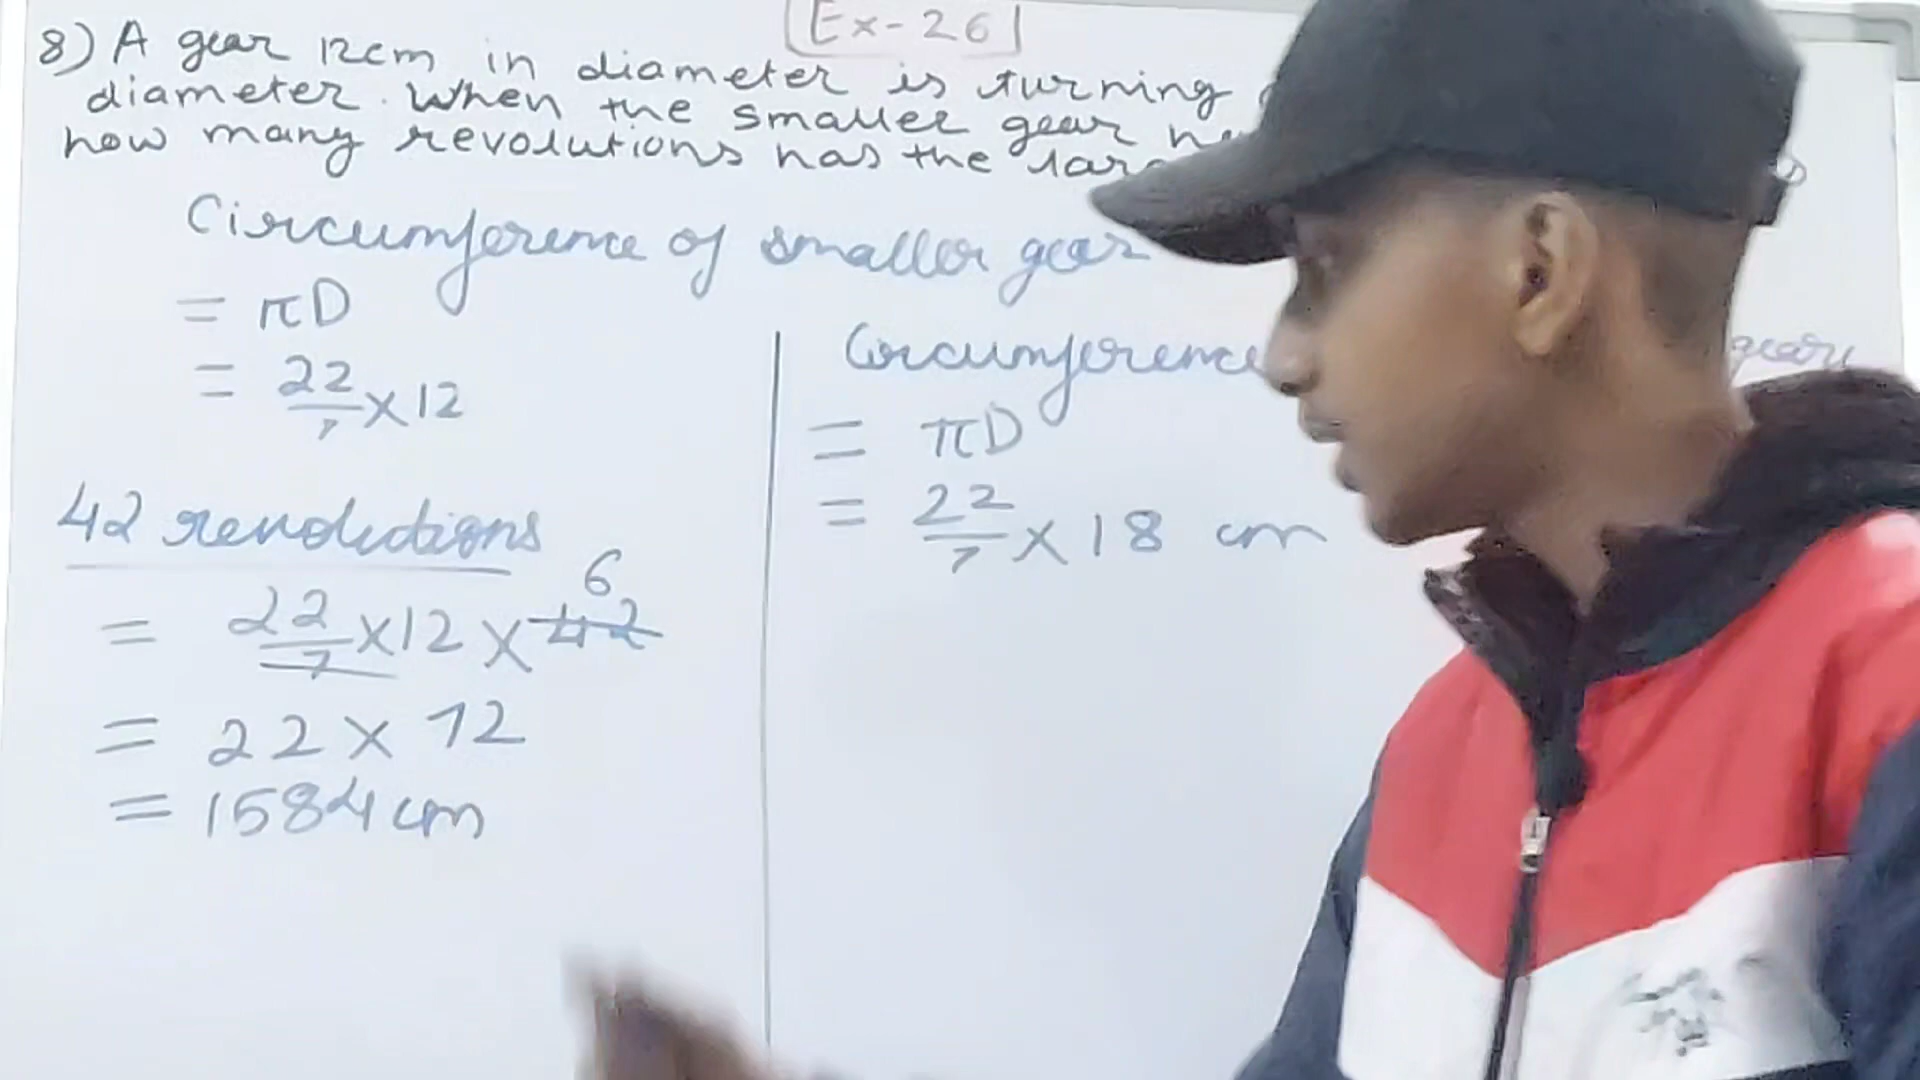 [Ex-26]
8) A gear 12cm in diameter is turning
diameter. When the smaller gear
how many revolutions has the
Circumference of smaller gear
= πD
= 22/7 × 12
42 revolutions
= 22/7 × 12 × 42 6
= 22 × 72
= 1584 cm
Circumference gear
= πD
= 22/7 × 18 cm